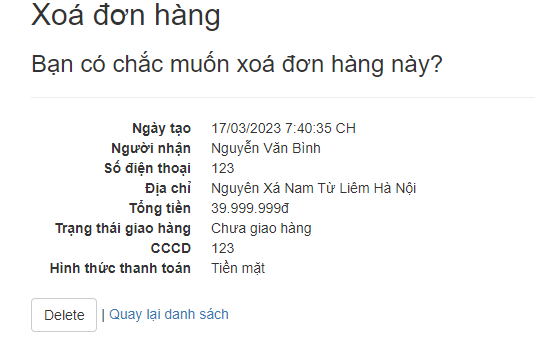 Xoá đơn hàng
Bạn có chắc muốn xoá đơn hàng này?
Ngày tạo 17/03/2023 7:40:35 CH
Người nhận Nguyễn Văn Bình
Số điện thoại 123
Địa chỉ Nguyên Xá Nam Từ Liêm Hà Nội
Tổng tiền 39.999.999đ
Trạng thái giao hàng Chưa giao hàng
CCCD 123
Hình thức thanh toán Tiền mặt
Delete | Quay lại danh sách